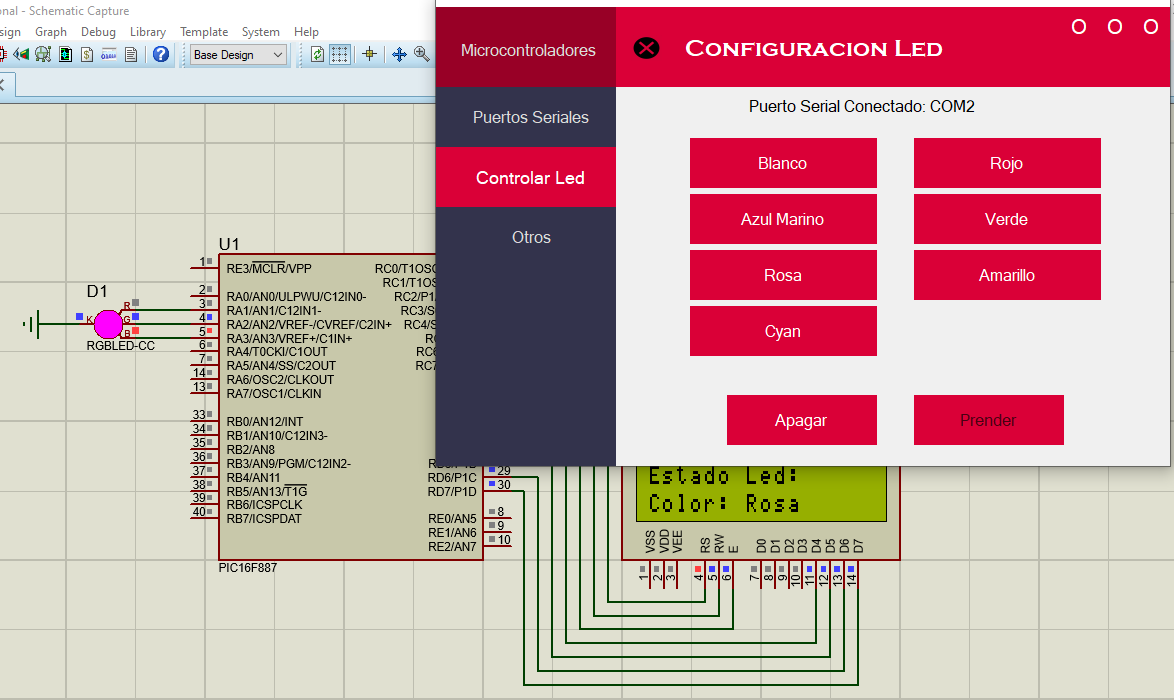 onal - Schematic Capture
sign Graph Debug Library Template System Help
Base Design
Microcontroladores
CONFIGURACION LED
Puertos Seriales
Controlar Led
Otros
Puerto Serial Conectado: COM2
Blanco
Rojo
Azul Marino
Verde
Rosa
Amarillo
Cyan
Apagar
Prender
U1
D1
R
K
G
B
RGBLED-CC
1
2
3
4
5
6
7
14
13
33
34
35
36
37
38
39
40
RE3/MCLR/VPP
RA0/AN0/ULPWU/C12IN0-
RA1/AN1/C12IN1-
RA2/AN2/VREF-/CVREF/C2IN+
RA3/AN3/VREF+/C1IN+
RA4/T0CKI/C1OUT
RA5/AN4/SS/C2OUT
RA6/OSC2/CLKOUT
RA7/OSC1/CLKIN
RB0/AN12/INT
RB1/AN10/C12IN3-
RB2/AN8
RB3/AN9/PGM/C12IN2-
RB4/AN11
RB5/AN13/T1G
RB6/ICSPCLK
RB7/ICSPDAT
RC0/T1OSC
RC1/T1OS
RC2/P1
RC3/S
RC4/S
RC6
RC7
RD6/P1C
RD7/P1D
RE0/AN5
RE1/AN6
RE2/AN7
29
30
8
9
10
PIC16F887
Estado Led:
Color: Rosa
VSS
VDD
VEE
RS
RW
E
D0
D1
D2
D3
D4
D5
D6
D7
1
2
3
4
5
6
7
8
9
10
11
12
13
14